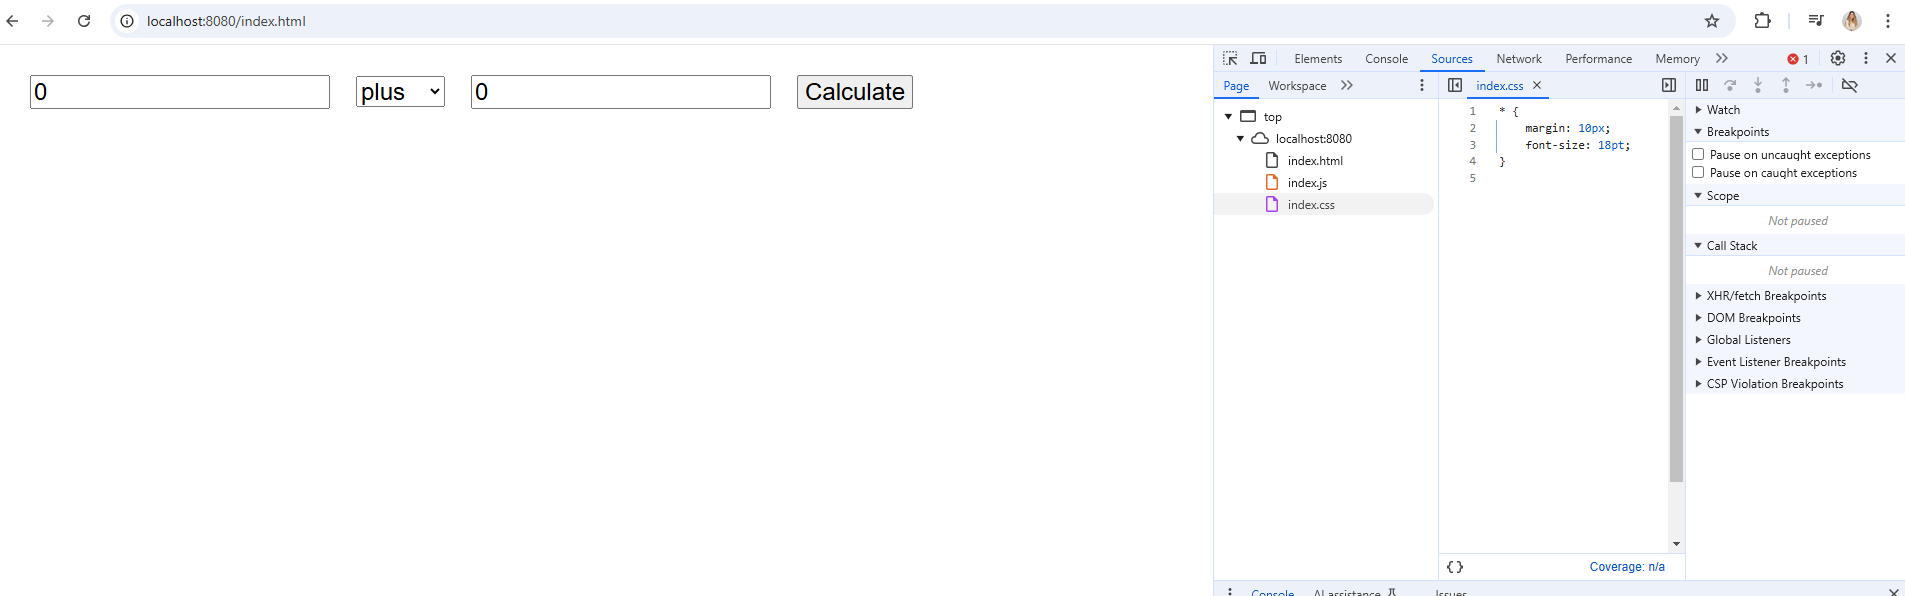 localhost:8080/index.html
0 plus 0 Calculate
Elements Console Sources Network Performance Memory 1
Page Workspace
index.css
top
localhost:8080
index.html
index.js
index.css
1 * {
2 margin: 10px;
3 font-size: 18pt;
4 }
5
{} Coverage: n/a
Watch
Breakpoints
Pause on uncaught exceptions
Pause on caught exceptions
Scope
Not paused
Call Stack
Not paused
XHR/fetch Breakpoints
DOM Breakpoints
Global Listeners
Event Listener Breakpoints
CSP Violation Breakpoints
Console AI assistance Issues